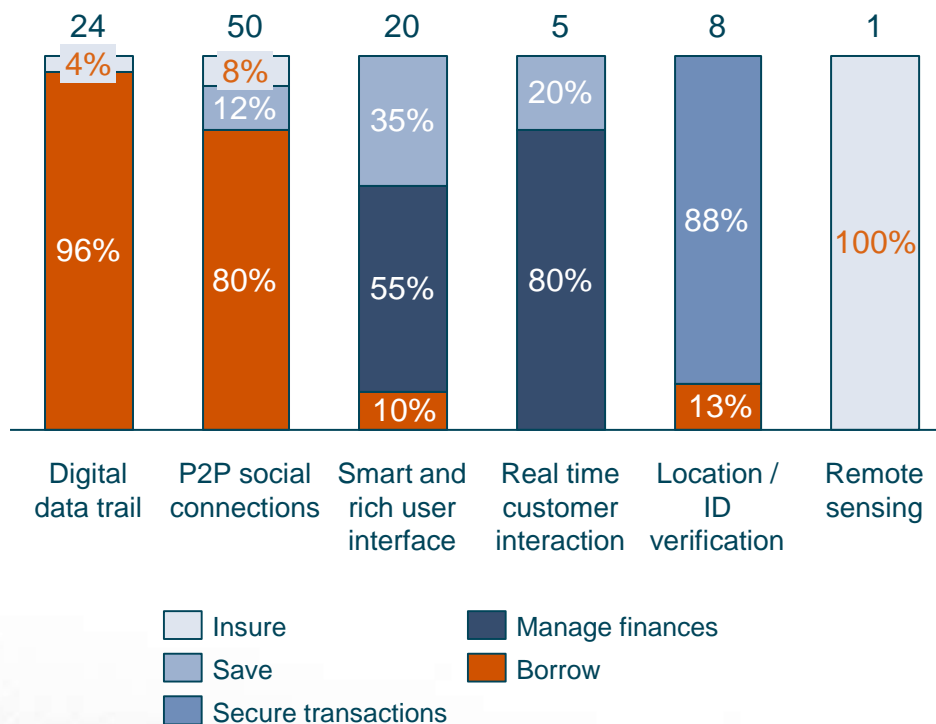 24 50 20 5 8 1
4% 8% 12% 35% 20%
96% 80% 55% 80% 88% 100%
10% 13%
Digital data trail
P2P social connections
Smart and rich user interface
Real time customer interaction
Location / ID verification
Remote sensing
Insure
Save
Secure transactions
Manage finances
Borrow